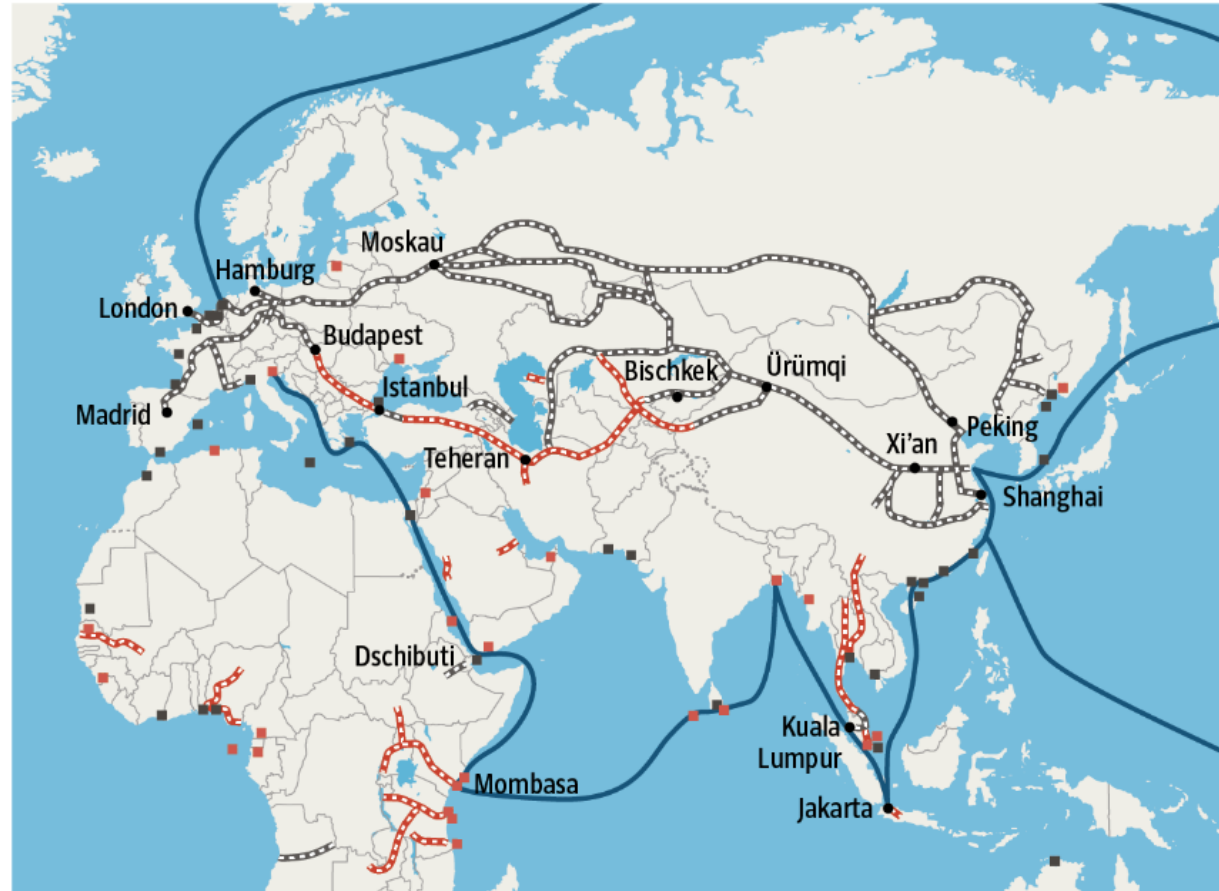 Moskau
Hamburg
London
Budapest
Bischkek
Ürümqi
Istanbul
Madrid
Peking
Teheran
Xi'an
Shanghai
Dschibuti
Kuala
Lumpur
Mombasa
Jakarta